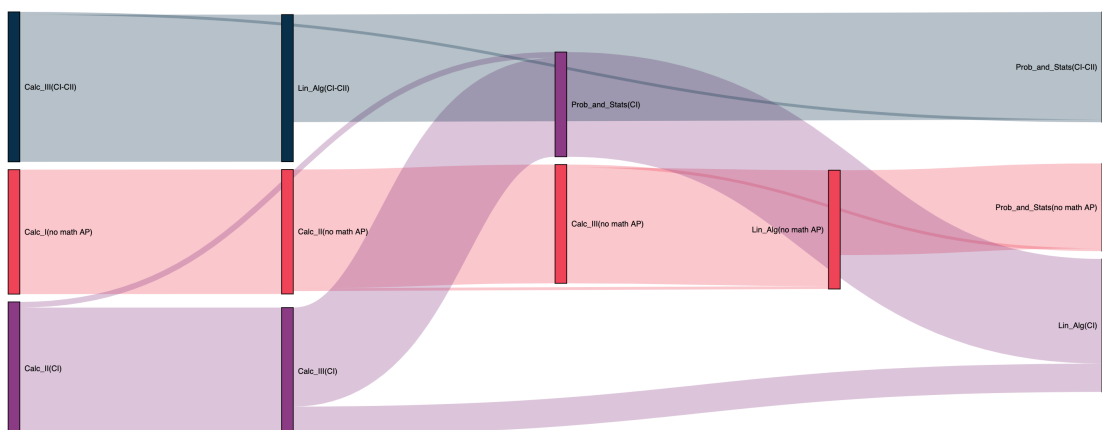 Calc_III(CI-CII)
Lin_Alg(CI-CII)
Prob_and_Stats(CI)
Prob_and_Stats(CI-CII)
Calc_I(no math AP)
Calc_II(no math AP)
Calc_III(no math AP)
Lin_Alg(no math AP)
Prob_and_Stats(no math AP)
Calc_II(CI)
Calc_III(CI)
Lin_Alg(CI)